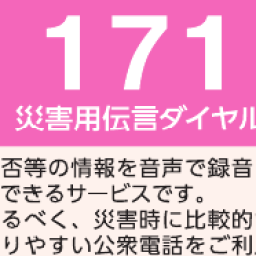 171
災害用伝言ダイヤル
否等の情報を音声で録音
できるサービスです。
るべく、災害時に比較的
りやすい公衆電話をご利